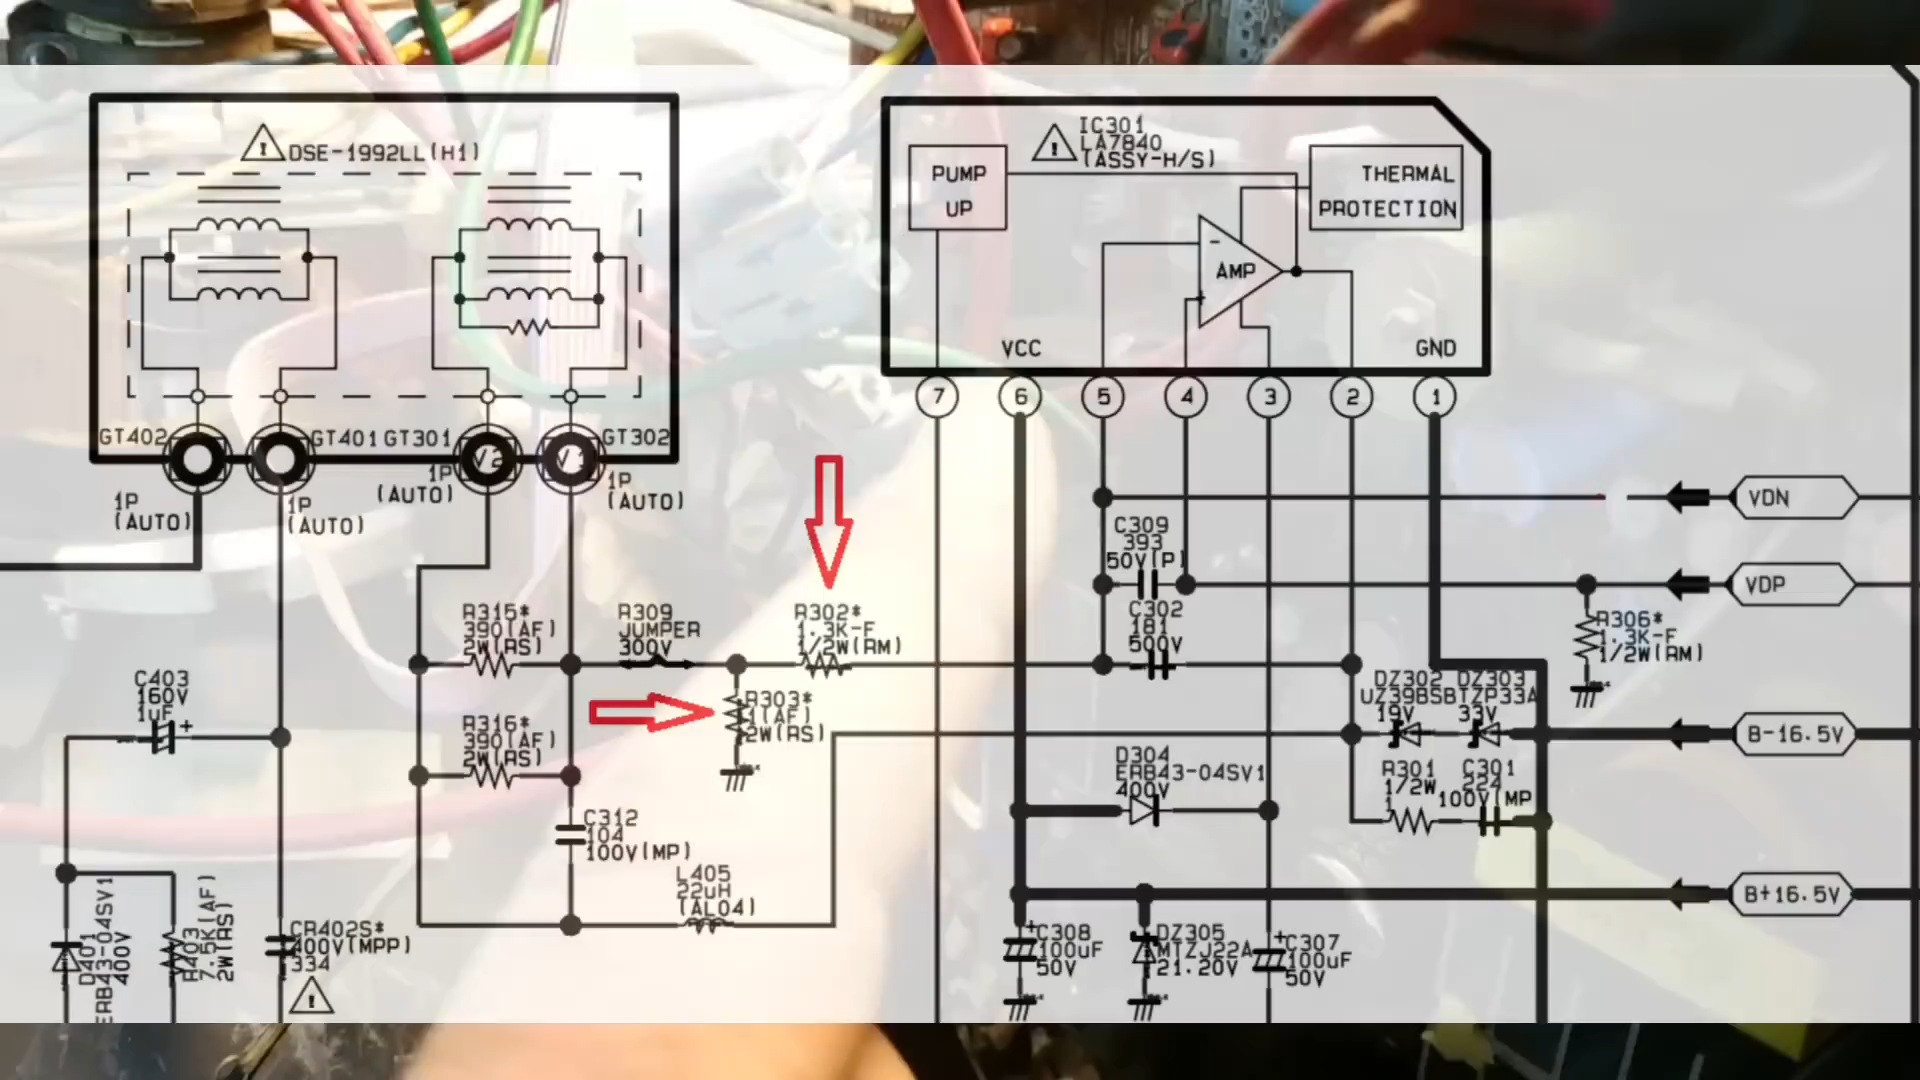 DSE-1992LL(H1)
GT402
GT401
GT301
GT302
V2
1P
(AUTO)
1P
(AUTO)
1P
(AUTO)
1P
(AUTO)
IC301
LA7840
(ASSY-H/S)
PUMP
UP
THERMAL
PROTECTION
AMP
VCC
GND
7
6
5
4
3
2
1
VDN
VDP
B-16.5V
B+16.5V
C309
393
50V(P)
C302
181
500V
R315*
390(AF)
2W(RS)
R309
JUMPER
300V
R302*
1.3K-F
1/2W(RM)
R306*
1.3K-F
1/2W(RM)
C403
160V
1uF
R316*
390(AF)
2W(RS)
R303*
1(AF)
2W(RS)
DZ302
DZ303
UZ39BSBTZP33A
19V
33V
D304
ERB43-04SV1
400V
R301
1/2W
1
C301
224
100V(MP
C312
104
100V(MP)
L405
22uH
(AL04)
D401
ERB43-04SV1
400V
R403
7.5K(AF)
2W(RS)
CR402S*
400V(MPP)
334
C308
100uF
50V
DZ305
MTZJ22A
21.20V
C307
100uF
50V